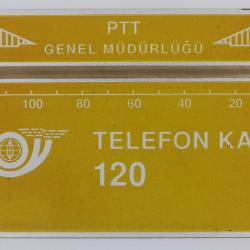 PTT
GENEL MÜDÜRLÜĞÜ
100 80 60 40 20
TELEFON KA
120